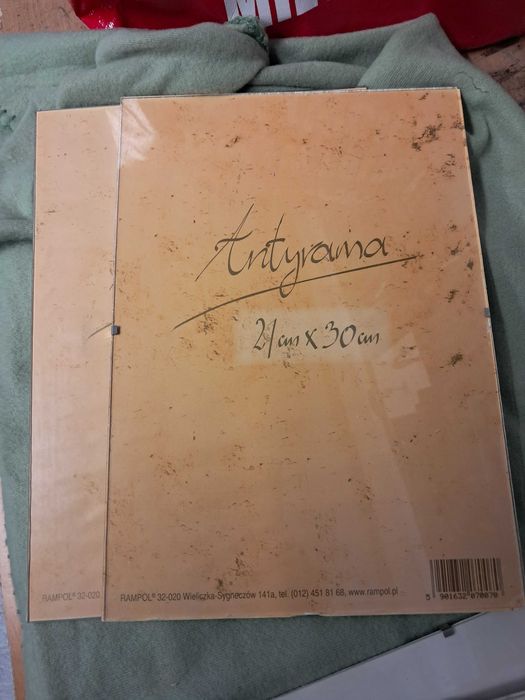 Antyrama
21cm x 30cm
RAMPOL® 32-020
RAMPOL® 32-020 Wieliczka-Sygneczów 141a, tel. (012) 451 81 68, www.rampol.pl
5 901632 070070